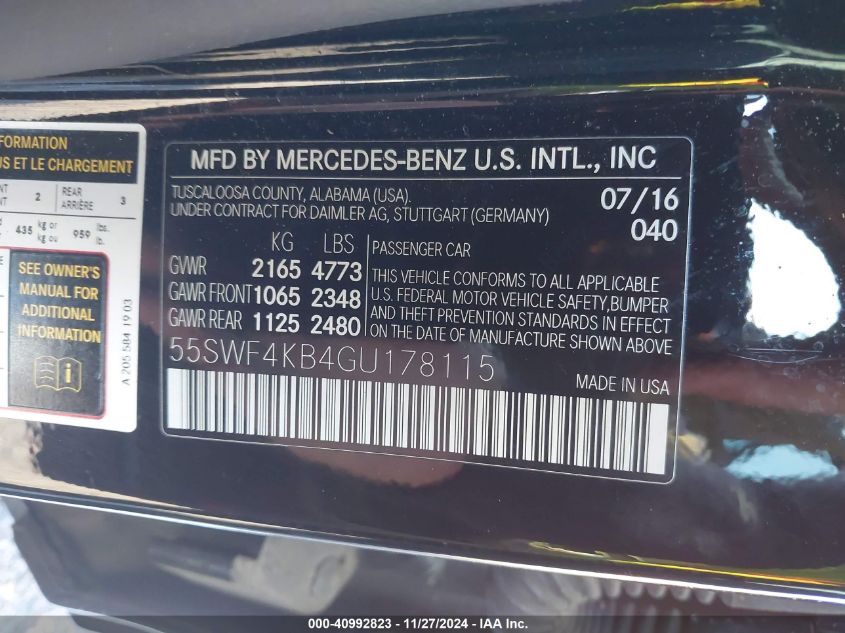 FORMATION
US ET LE CHARGEMENT
NT 2 REAR 3
NT ARRIÈRE
435 kg or 959 lbs.
kg ou lb.
SEE OWNER'S
MANUAL FOR
ADDITIONAL
INFORMATION
A 205 584 19 03
MFD BY MERCEDES-BENZ U.S. INTL., INC
TUSCALOOSA COUNTY, ALABAMA (USA). 07/16
UNDER CONTRACT FOR DAIMLER AG, STUTTGART (GERMANY) 040
KG LBS PASSENGER CAR
GWR 2165 4773
GAWR FRONT 1065 2348
GAWR REAR 1125 2480
THIS VEHICLE CONFORMS TO ALL APPLICABLE
U.S. FEDERAL MOTOR VEHICLE SAFETY,BUMPER
AND THEFT PREVENTION STANDARDS IN EFFECT
ON THE DATE OF MANUFACTURE SHOWN ABOVE
55SWF4KB4GU178115
MADE IN USA
000-40992823 - 11/27/2024 - IAA Inc.